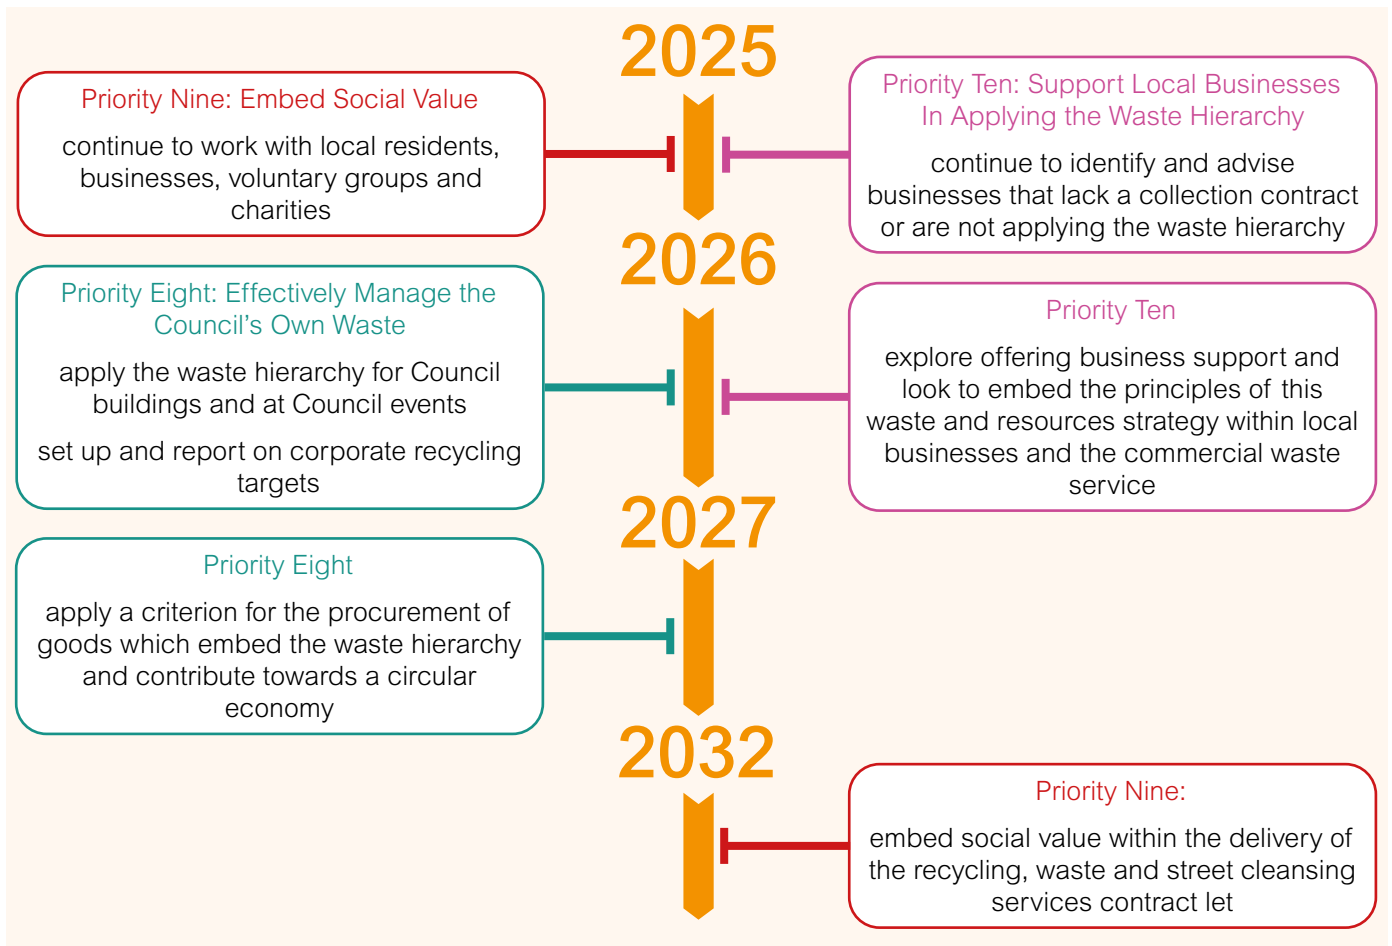 2025
Priority Nine: Embed Social Value
continue to work with local residents,
businesses, voluntary groups and
charities
Priority Ten: Support Local Businesses
In Applying the Waste Hierarchy
continue to identify and advise
businesses that lack a collection contract
or are not applying the waste hierarchy
2026
Priority Eight: Effectively Manage the
Council’s Own Waste
apply the waste hierarchy for Council
buildings and at Council events
set up and report on corporate recycling
targets
Priority Ten
explore offering business support and
look to embed the principles of this
waste and resources strategy within local
businesses and the commercial waste
service
2027
Priority Eight
apply a criterion for the procurement of
goods which embed the waste hierarchy
and contribute towards a circular
economy
2032
Priority Nine:
embed social value within the delivery of
the recycling, waste and street cleansing
services contract let